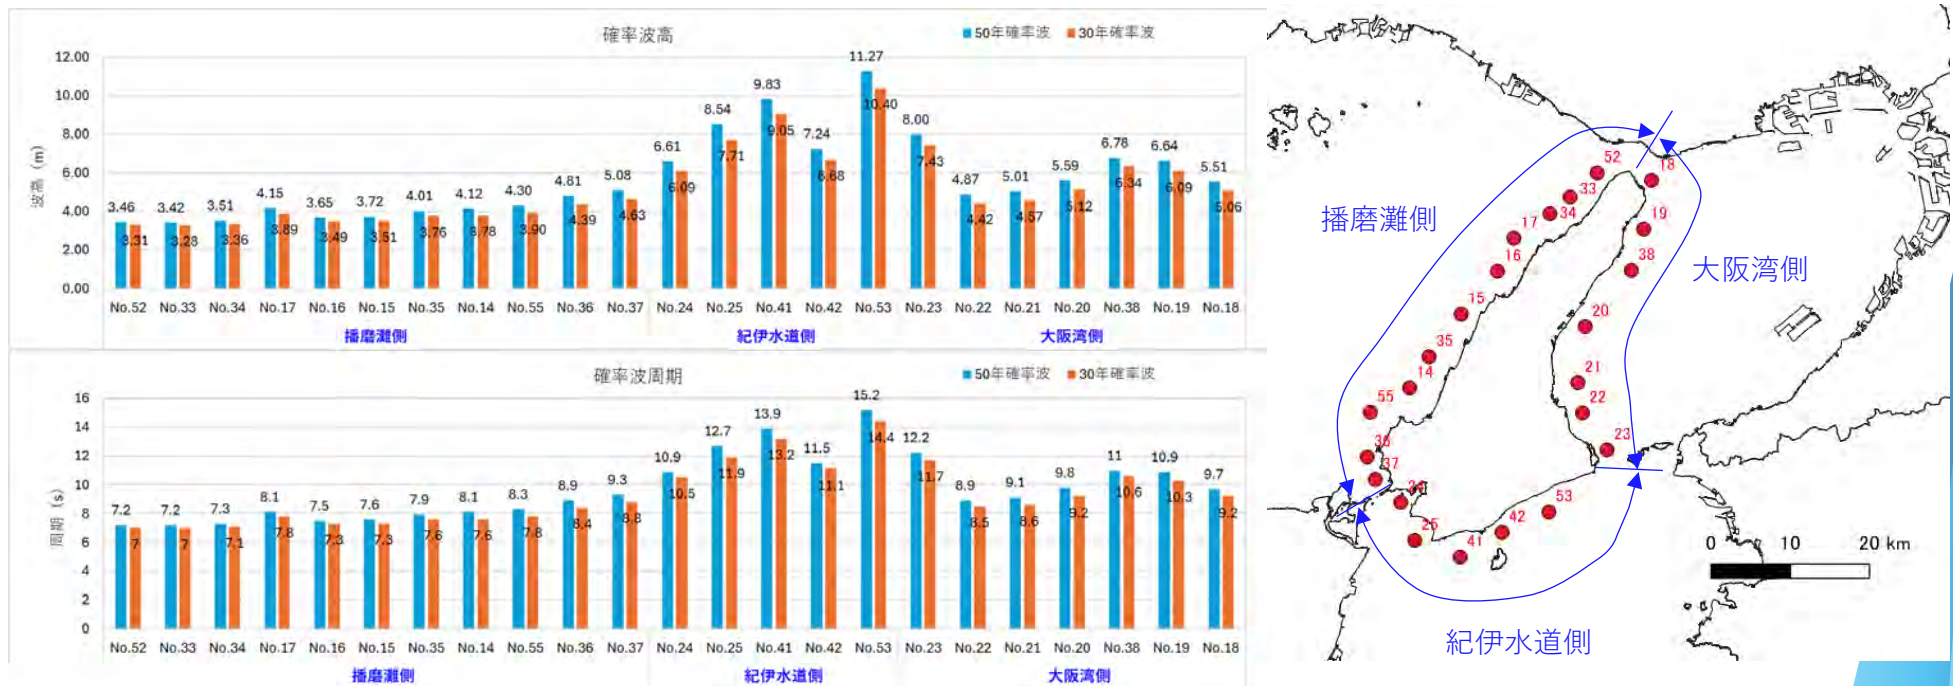 確率波高
50年確率波 30年確率波
波高 (m)
12.00
10.00
8.00
6.00
4.00
2.00
0.00
3.46 3.42 3.51 4.15 3.65 3.72 4.01 4.12 4.30 4.81 5.08 6.61 8.54 9.83 7.24 11.27 8.00 4.87 5.01 5.59 6.78 6.64 5.51
3.31 3.28 3.36 3.89 3.49 3.51 3.76 3.78 3.90 4.39 4.63 6.09 7.71 9.05 6.68 10.40 7.43 4.42 4.57 5.12 6.34 6.09 5.06
No.52 No.33 No.34 No.17 No.16 No.15 No.35 No.14 No.55 No.36 No.37 No.24 No.25 No.41 No.42 No.53 No.23 No.22 No.21 No.20 No.38 No.19 No.18
播磨灘側 紀伊水道側 大阪湾側
確率波周期
50年確率波 30年確率波
周期 (s)
16
14
12
10
8
6
4
2
0
7.2 7.2 7.3 8.1 7.5 7.6 7.9 8.1 8.3 8.9 9.3 10.9 12.7 13.9 11.5 15.2 12.2 8.9 9.1 9.8 11 10.9 9.7
7 7 7.1 7.8 7.3 7.3 7.6 7.6 7.8 8.4 8.8 10.5 11.9 13.2 11.1 14.4 11.7 8.5 8.6 9.2 10.6 10.3 9.2
No.52 No.33 No.34 No.17 No.16 No.15 No.35 No.14 No.55 No.36 No.37 No.24 No.25 No.41 No.42 No.53 No.23 No.22 No.21 No.20 No.38 No.19 No.18
播磨灘側 紀伊水道側 大阪湾側
52
18
33
34
17
19
播磨灘側
16
38
大阪湾側
15
20
35
14
21
55
22
36
23
37
24
53
25
42
41
0 10 20 km
紀伊水道側